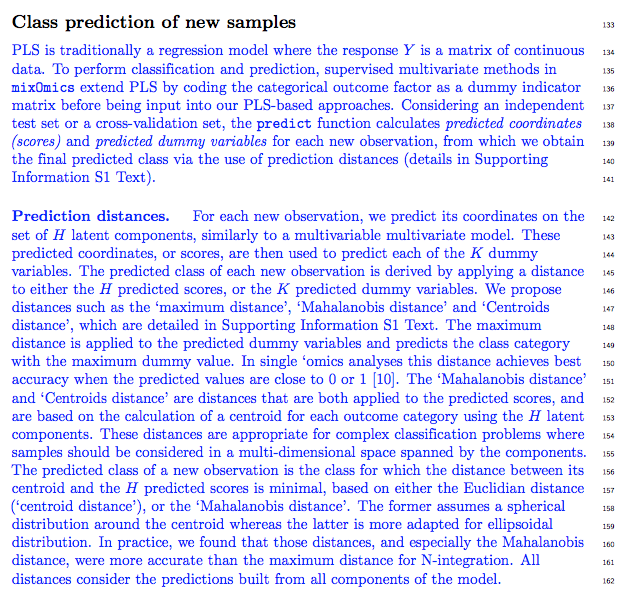 Class prediction of new samples 133
PLS is traditionally a regression model where the response Y is a matrix of continuous 134
data. To perform classification and prediction, supervised multivariate methods in 135
mixOmics extend PLS by coding the categorical outcome factor as a dummy indicator 136
matrix before being input into our PLS-based approaches. Considering an independent 137
test set or a cross-validation set, the predict function calculates predicted coordinates 138
(scores) and predicted dummy variables for each new observation, from which we obtain 139
the final predicted class via the use of prediction distances (details in Supporting 140
Information S1 Text). 141
Prediction distances. For each new observation, we predict its coordinates on the 142
set of H latent components, similarly to a multivariable multivariate model. These 143
predicted coordinates, or scores, are then used to predict each of the K dummy 144
variables. The predicted class of each new observation is derived by applying a distance 145
to either the H predicted scores, or the K predicted dummy variables. We propose 146
distances such as the ‘maximum distance’, ‘Mahalanobis distance’ and ‘Centroids 147
distance’, which are detailed in Supporting Information S1 Text. The maximum 148
distance is applied to the predicted dummy variables and predicts the class category 149
with the maximum dummy value. In single ‘omics analyses this distance achieves best 150
accuracy when the predicted values are close to 0 or 1 [10]. The ‘Mahalanobis distance’ 151
and ‘Centroids distance’ are distances that are both applied to the predicted scores, and 152
are based on the calculation of a centroid for each outcome category using the H latent 153
components. These distances are appropriate for complex classification problems where 154
samples should be considered in a multi-dimensional space spanned by the components. 155
The predicted class of a new observation is the class for which the distance between its 156
centroid and the H predicted scores is minimal, based on either the Euclidian distance 157
(‘centroid distance’), or the ‘Mahalanobis distance’. The former assumes a spherical 158
distribution around the centroid whereas the latter is more adapted for ellipsoidal 159
distribution. In practice, we found that those distances, and especially the Mahalanobis 160
distance, were more accurate than the maximum distance for N-integration. All 161
distances consider the predictions built from all components of the model. 162